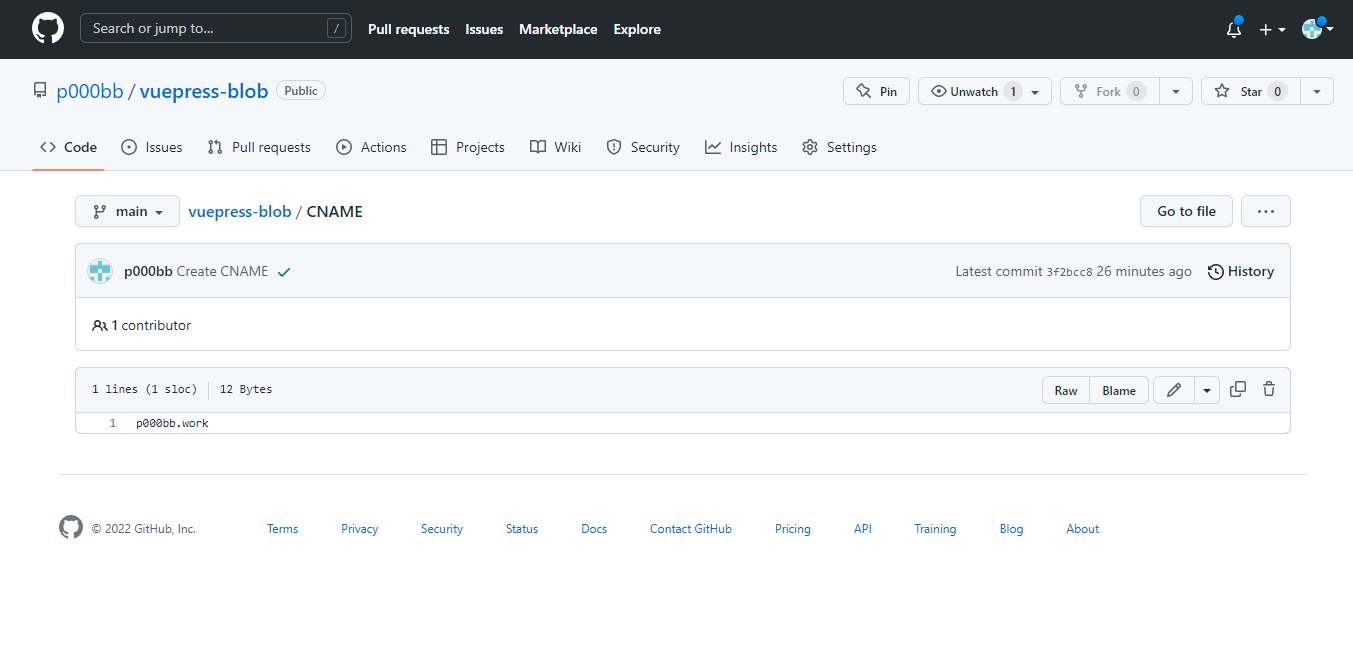 Search or jump to... / Pull requests Issues Marketplace Explore
p000bb / vuepress-blob Public Pin Unwatch 1 Fork 0 Star 0
Code Issues Pull requests Actions Projects Wiki Security Insights Settings
main vuepress-blob / CNAME Go to file ...
p000bb Create CNAME Latest commit 3f2bcc8 26 minutes ago History
1 contributor
1 lines (1 sloc) 12 Bytes Raw Blame
1 p000bb.work
© 2022 GitHub, Inc. Terms Privacy Security Status Docs Contact GitHub Pricing API Training Blog About